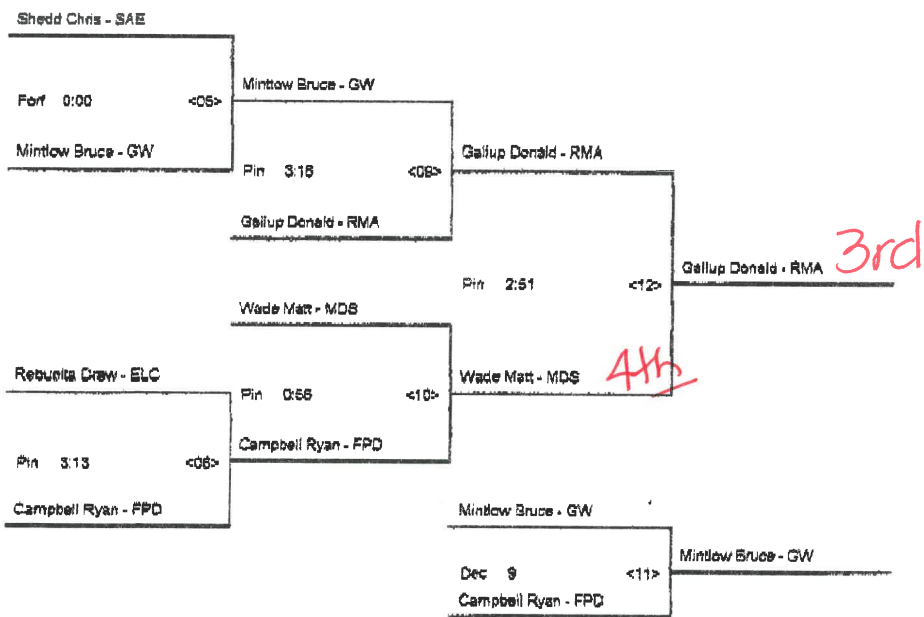 Shedd Chris - SAE
Forf 0:00 <05>
Mintlow Bruce - GW
Mintlow Bruce - GW
Pin 3:16 <09>
Gallup Donald - RMA
Gallup Donald - RMA
Pin 2:51 <12>
Gallup Donald - RMA 3rd
Wade Matt - MDS
Rebunita Drew - ELC
Pin 0:56 <10>
Wade Matt - MDS 4th
Pin 3:13 <06>
Campbell Ryan - FPD
Campbell Ryan - FPD
Mintlow Bruce - GW
Dec 9 <11>
Mintlow Bruce - GW
Campbell Ryan - FPD